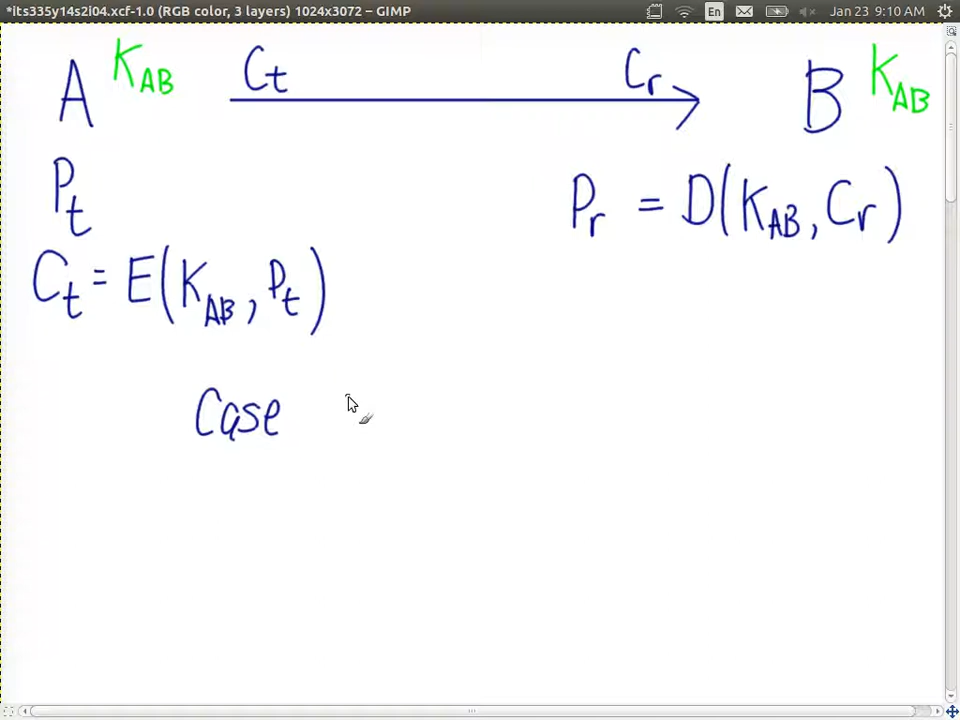 *its335y14s2i04.xcf-1.0 (RGB color, 3 layers) 1024x3072 – GIMP En Jan 23 9:10 AM
A K_AB C_t C_r B K_AB
P_t P_r = D(K_AB, C_r)
C_t = E(K_AB, P_t)
Case